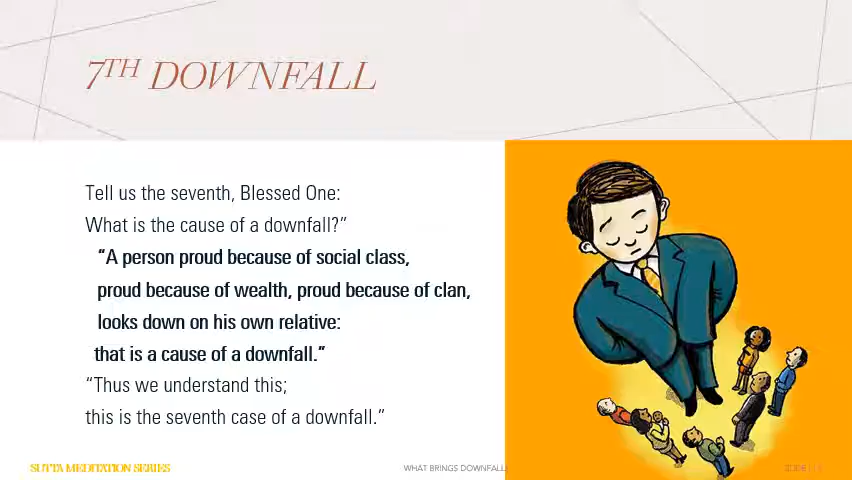 7TH DOWNFALL
Tell us the seventh, Blessed One:
What is the cause of a downfall?”
“A person proud because of social class,
proud because of wealth, proud because of clan,
looks down on his own relative:
that is a cause of a downfall.”
“Thus we understand this;
this is the seventh case of a downfall.”
SUTTA MEDITATION SERIES
WHAT BRINGS DOWNFALL
SLIDE